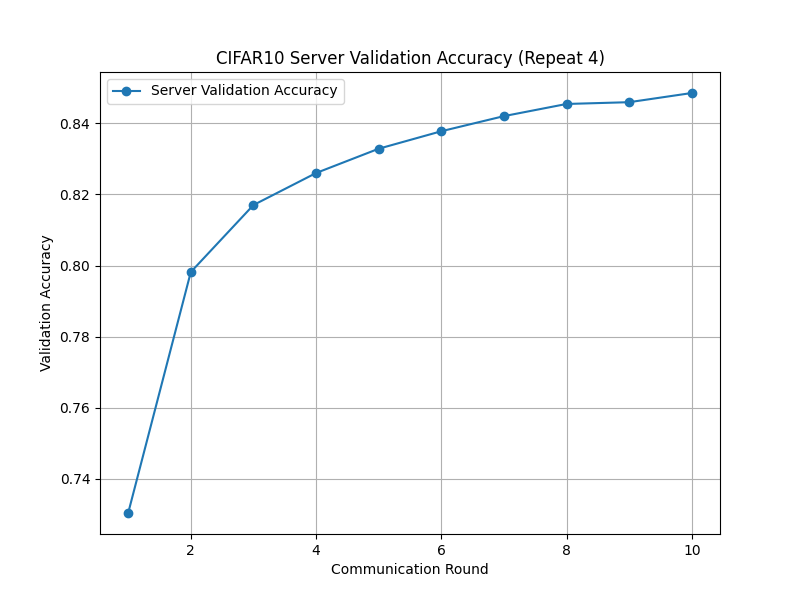 CIFAR10 Server Validation Accuracy (Repeat 4)
Server Validation Accuracy
0.84
0.82
0.80
0.78
0.76
0.74
Validation Accuracy
2 4 6 8 10
Communication Round